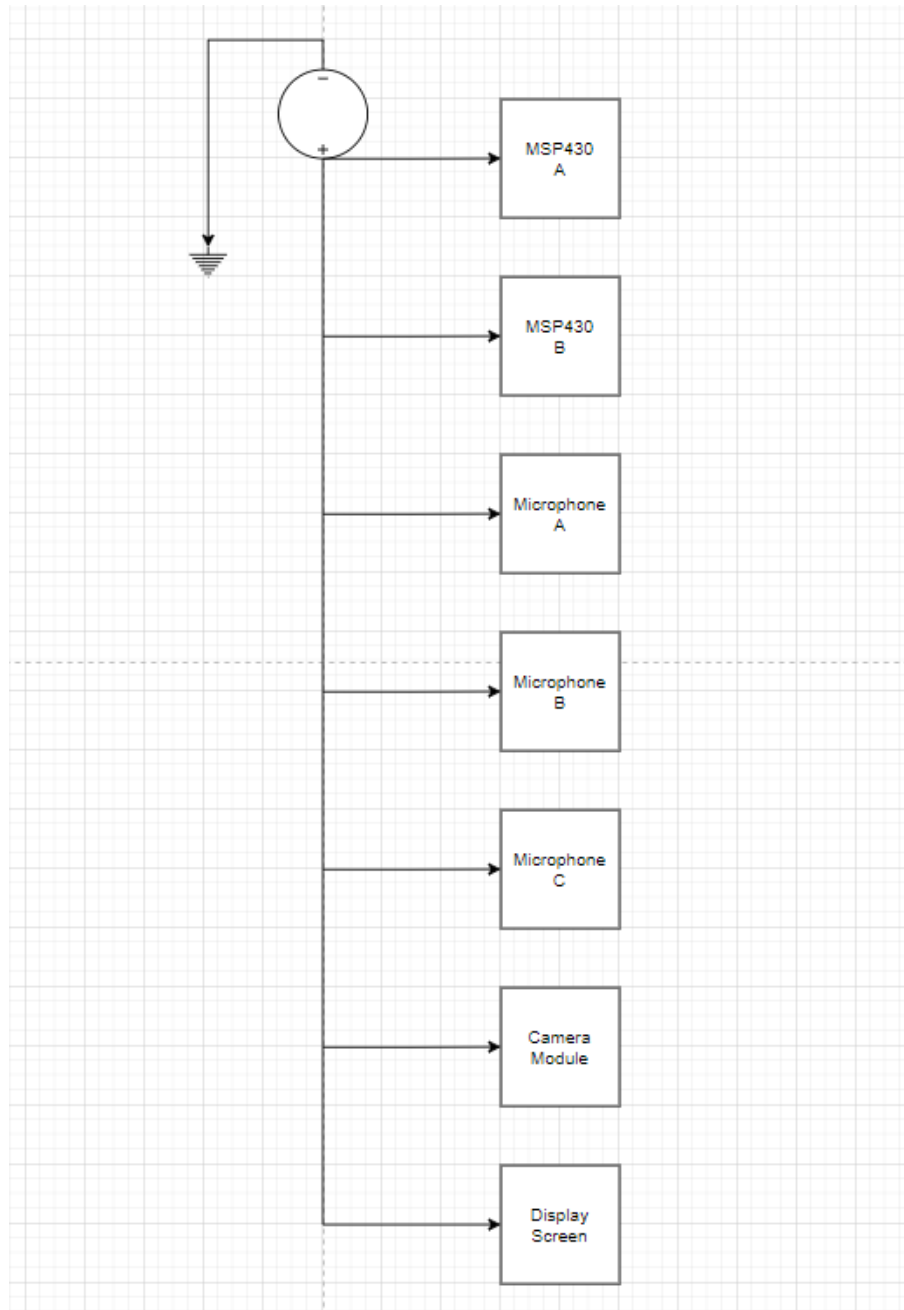 −
+
MSP430
A
MSP430
B
Microphone
A
Microphone
B
Microphone
C
Camera
Module
Display
Screen